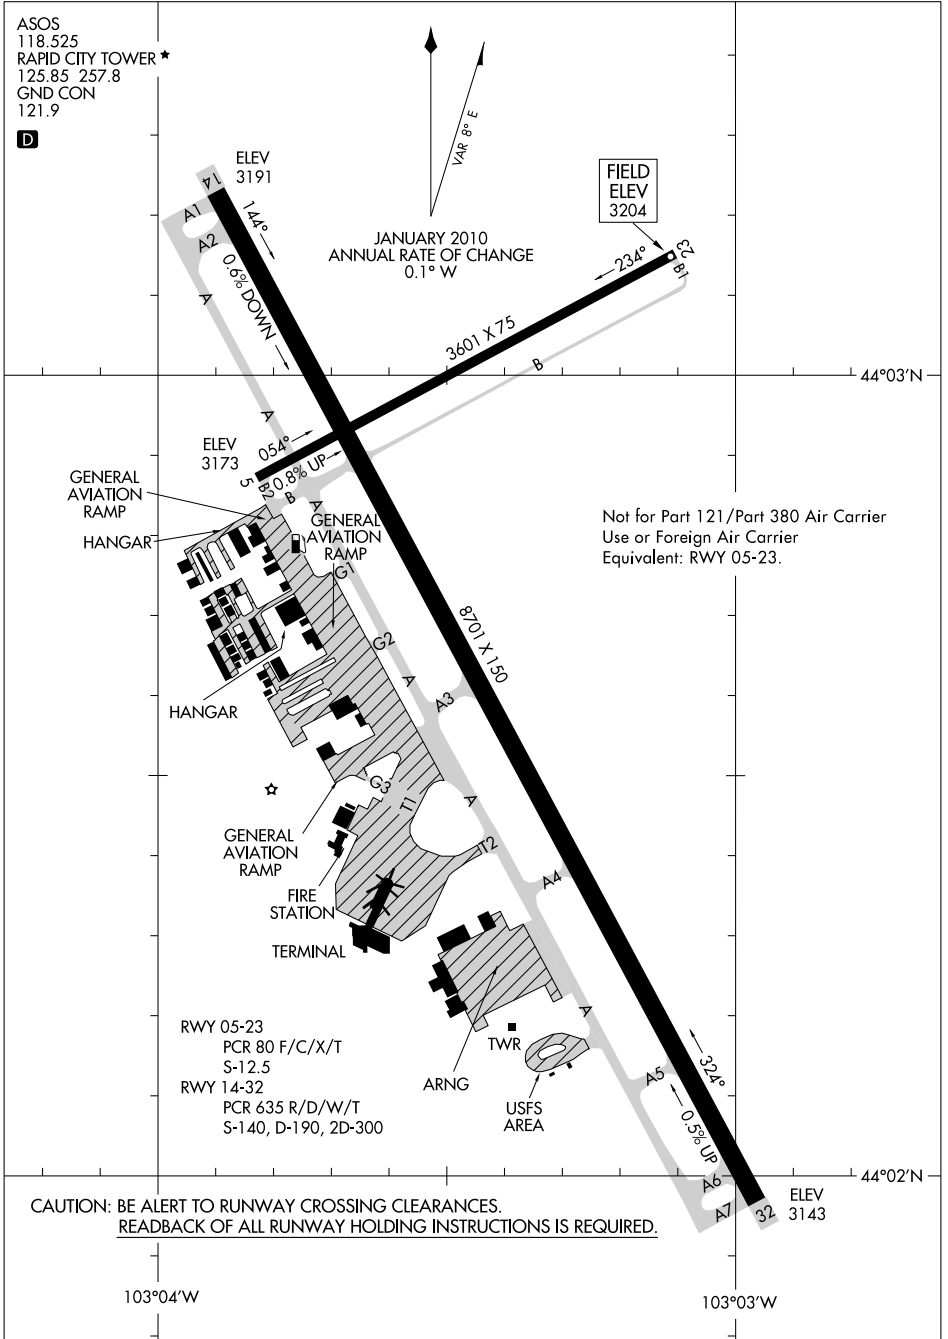 ASOS
118.525
RAPID CITY TOWER
125.85 257.8
GND CON
121.9
D
VAR 8° E
JANUARY 2010
ANNUAL RATE OF CHANGE
0.1° W
FIELD
ELEV
3204
ELEV
3191
14
144°
A1
A2
0.6% DOWN
A
234°
23
B1
3601 X 75
B
44°03'N
A
ELEV
3173
054°
0.8% UP
5
B2
B
A
GENERAL
AVIATION
RAMP
HANGAR
GENERAL
AVIATION
RAMP
G1
Not for Part 121/Part 380 Air Carrier
Use or Foreign Air Carrier
Equivalent: RWY 05-23.
8701 X 150
G2
A
A3
HANGAR
G3
T1
A
T2
GENERAL
AVIATION
RAMP
FIRE
STATION
TERMINAL
A4
A
TWR
ARNG
USFS
AREA
RWY 05-23
PCR 80 F/C/X/T
S-12.5
RWY 14-32
PCR 635 R/D/W/T
S-140, D-190, 2D-300
324°
A5
0.5% UP
A6
A7
32
ELEV
3143
44°02'N
CAUTION: BE ALERT TO RUNWAY CROSSING CLEARANCES.
READBACK OF ALL RUNWAY HOLDING INSTRUCTIONS IS REQUIRED.
103°04'W
103°03'W